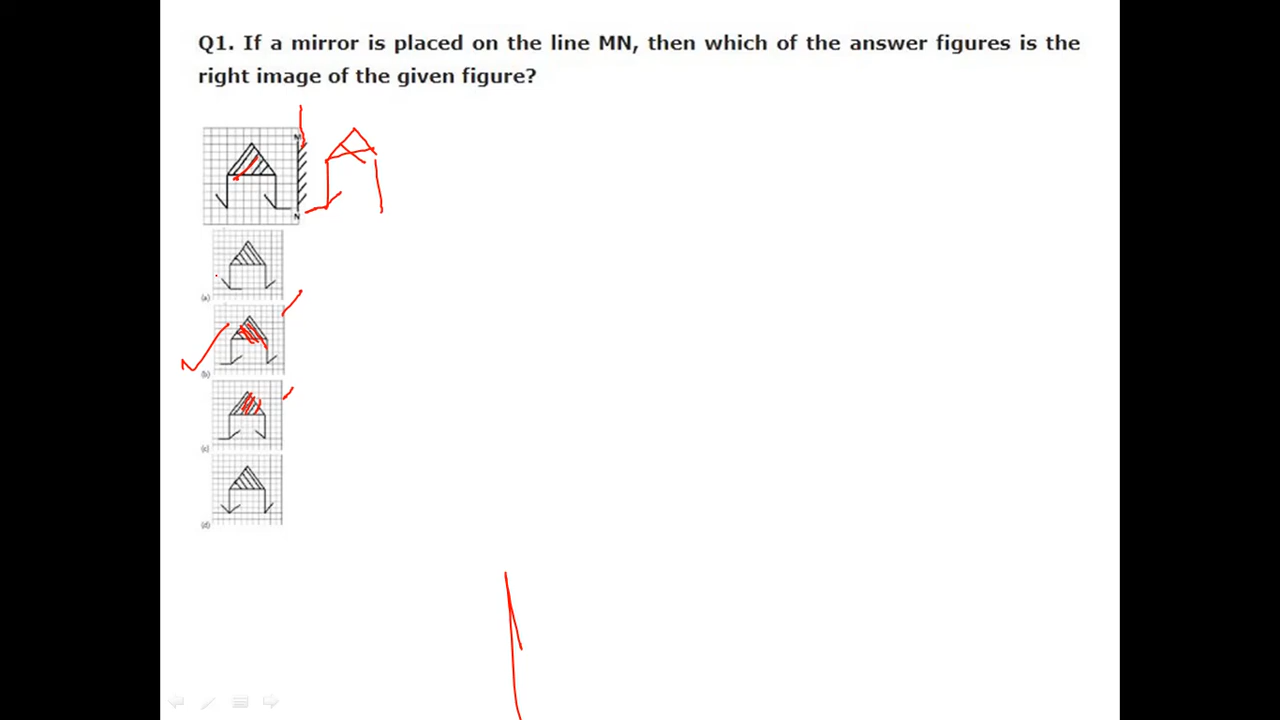 Q1. If a mirror is placed on the line MN, then which of the answer figures is the
right image of the given figure?
M
N
(a)
(b)
(c)
(d)